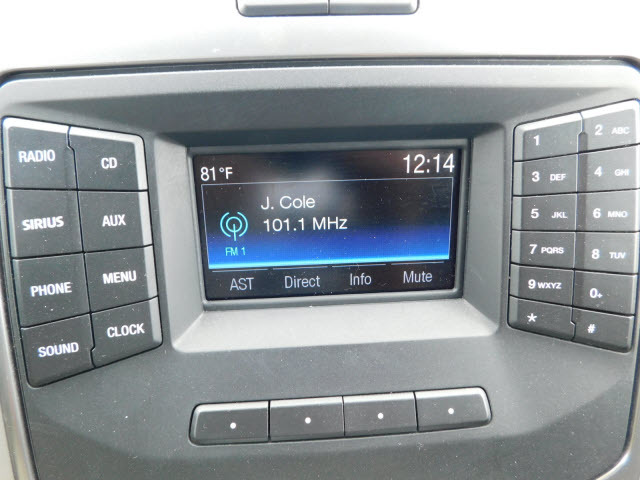 RADIO
CD
SIRIUS
AUX
PHONE
MENU
SOUND
CLOCK
81°F
12:14
J. Cole
101.1 MHz
FM 1
AST Direct Info Mute
1
2 ABC
3 DEF
4 GHI
5 JKL
6 MNO
7 PQRS
8 TUV
9 WXYZ
0+
*
#